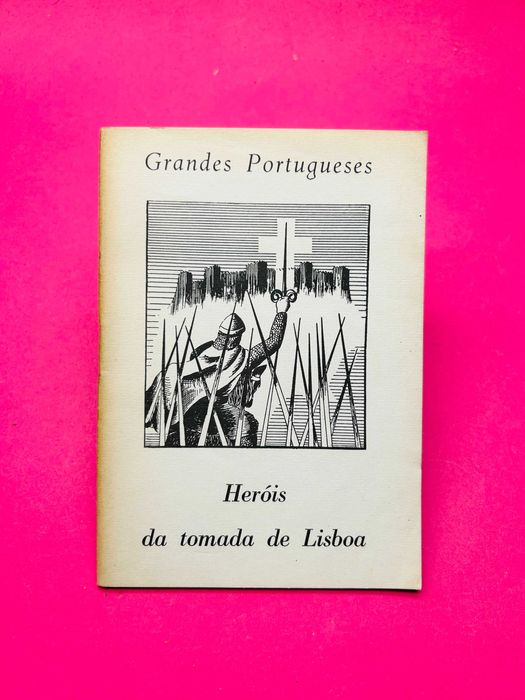 Grandes Portugueses
Heróis
da tomada de Lisboa